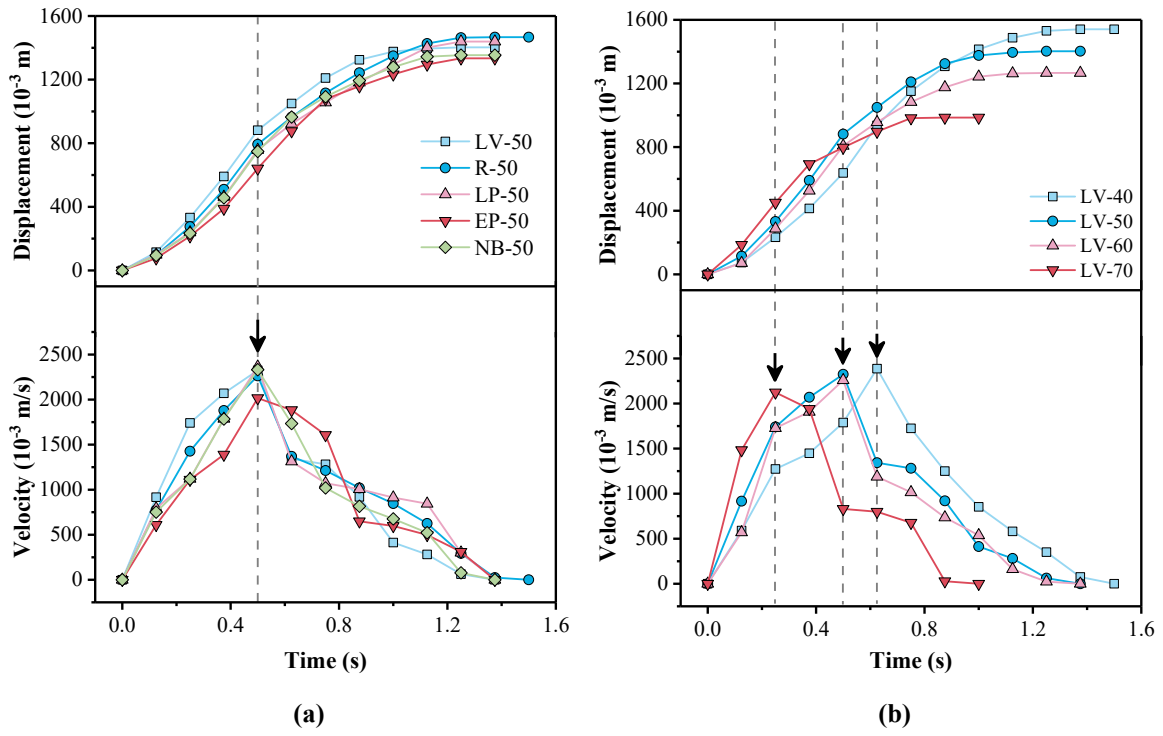 Displacement (10⁻³ m)
1600
1200
800
400
0
LV-50
R-50
LP-50
EP-50
NB-50
Velocity (10⁻³ m/s)
2500
2000
1500
1000
500
0
0.0 0.4 0.8 1.2 1.6
Time (s)
(a)
Displacement (10⁻³ m)
1600
1200
800
400
0
LV-40
LV-50
LV-60
LV-70
Velocity (10⁻³ m/s)
2500
2000
1500
1000
500
0
0.0 0.4 0.8 1.2 1.6
Time (s)
(b)